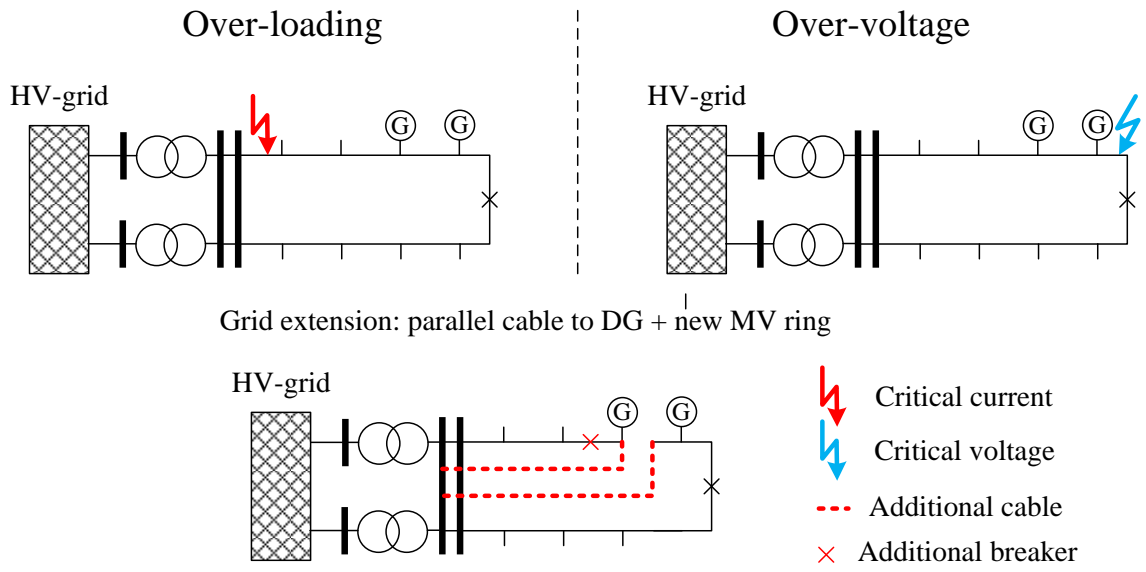 Over-loading
Over-voltage
HV-grid
G
G
HV-grid
G
G
Grid extension: parallel cable to DG + new MV ring
HV-grid
G
G
Critical current
Critical voltage
Additional cable
Additional breaker